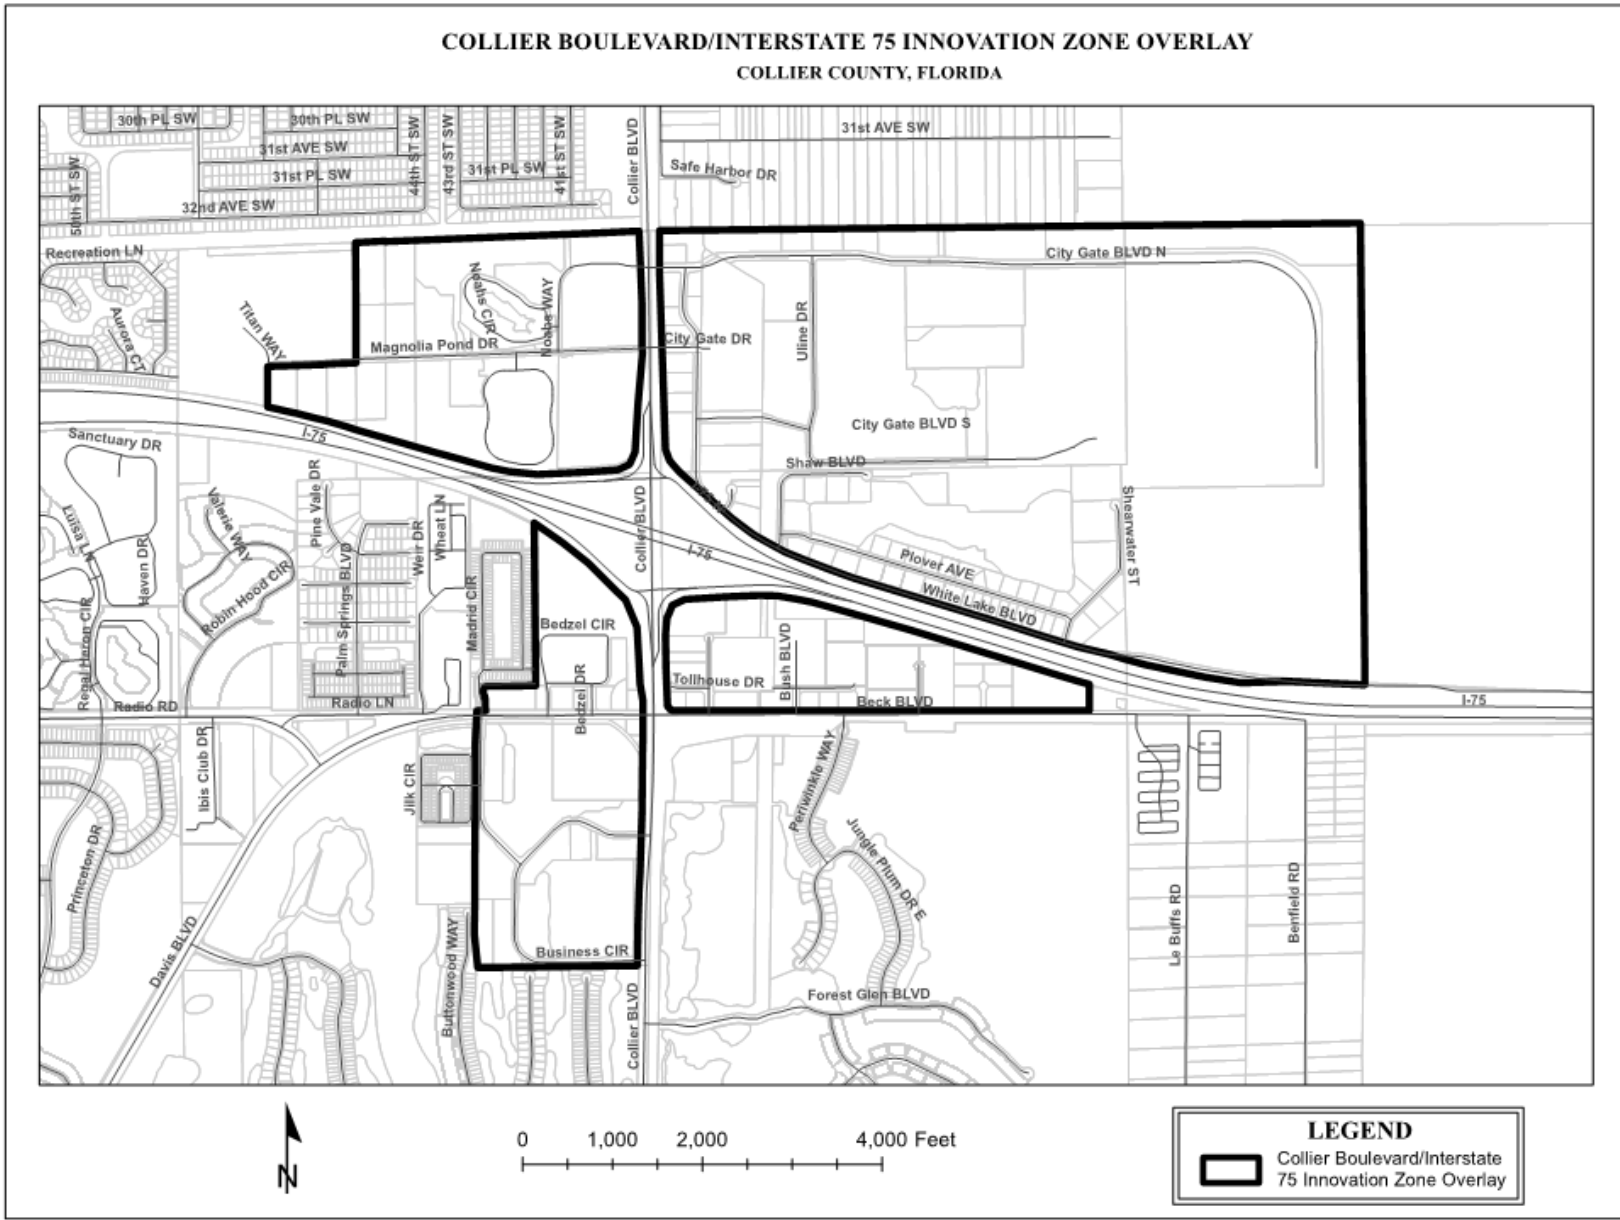 COLLIER BOULEVARD/INTERSTATE 75 INNOVATION ZONE OVERLAY
COLLIER COUNTY, FLORIDA
30th PL SW
30th PL SW
31st AVE SW
31st PL SW
32nd AVE SW
50th ST SW
44th ST SW
43rd ST SW
31st PL SW
41st ST SW
Collier BLVD
31st AVE SW
Safe Harbor DR
Recreation LN
Aurora CT
Titan WAY
Magnolia Pond DR
Noahs CIR
Noahs WAY
City Gate DR
Uline DR
City Gate BLVD N
City Gate BLVD S
Shaw BLVD
I-75
Sanctuary DR
Luisa LN
Haven DR
Valerie WAY
Robin Hood CIR
Pine Vale DR
Palm Springs BLVD
Weir DR
Wheat LN
Madrid CIR
Collier BLVD
I-75
Plover AVE
White Lake BLVD
Shearwater ST
Regal Heron CIR
Bedzel CIR
Bedzel DR
Tollhouse DR
Bush BLVD
Beck BLVD
I-75
Radio RD
Radio LN
Ibis Club DR
Jilk CIR
Periwinkle WAY
Jungle Plum DR E
Princeton DR
Davis BLVD
Buttonwood WAY
Business CIR
Collier BLVD
Forest Glen BLVD
Le Buffs RD
Benfield RD
N
0 1,000 2,000 4,000 Feet
LEGEND
Collier Boulevard/Interstate
75 Innovation Zone Overlay